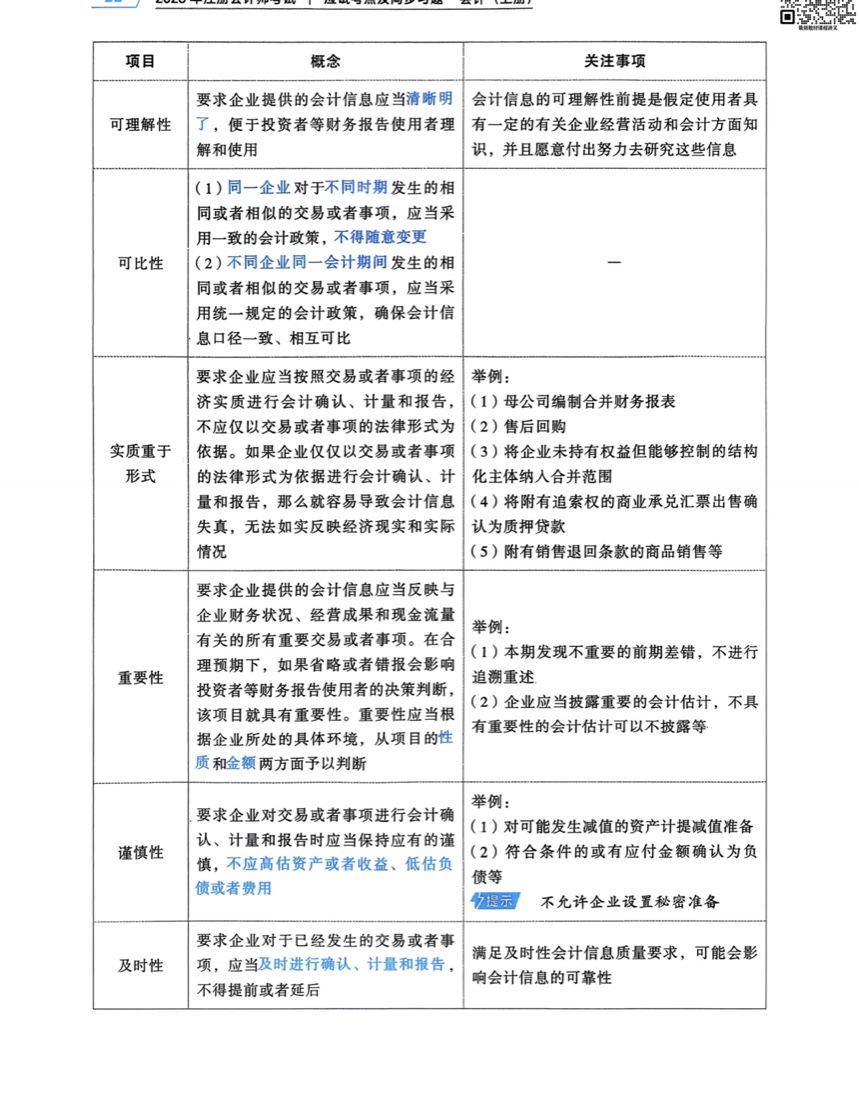 项目
概念
关注事项
可理解性
要求企业提供的会计信息应当清晰明
了，便于投资者等财务报告使用者理
解和使用
会计信息的可理解性前提是假定使用者具
有一定的有关企业经营活动和会计方面知
识，并且愿意付出努力去研究这些信息
可比性
（1）同一企业对于不同时期发生的相
同或者相似的交易或者事项，应当采
用一致的会计政策，不得随意变更
（2）不同企业同一会计期间发生的相
同或者相似的交易或者事项，应当采
用统一规定的会计政策，确保会计信
息口径一致、相互可比
—
实质重于
形式
要求企业应当按照交易或者事项的经
济实质进行会计确认、计量和报告，
不应仅以交易或者事项的法律形式为
依据。如果企业仅仅以交易或者事项
的法律形式为依据进行会计确认、计
量和报告，那么就容易导致会计信息
失真，无法如实反映经济现实和实际
情况
举例：
（1）母公司编制合并财务报表
（2）售后回购
（3）将企业未持有权益但能够控制的结构
化主体纳入合并范围
（4）将附有追索权的商业承兑汇票出售确
认为质押贷款
（5）附有销售退回条款的商品销售等
重要性
要求企业提供的会计信息应当反映与
企业财务状况、经营成果和现金流量
有关的所有重要交易或者事项。在合
理预期下，如果省略或者错报会影响
投资者等财务报告使用者的决策判断，
该项目就具有重要性。重要性应当根
据企业所处的具体环境，从项目的性
质和金额两方面予以判断
举例：
（1）本期发现不重要的前期差错，不进行
追溯重述
（2）企业应当披露重要的会计估计，不具
有重要性的会计估计可以不披露等
谨慎性
要求企业对交易或者事项进行会计确
认、计量和报告时应当保持应有的谨
慎，不应高估资产或者收益、低估负
债或者费用
举例：
（1）对可能发生减值的资产计提减值准备
（2）符合条件的或有应付金额确认为负
债等
提示 不允许企业设置秘密准备
及时性
要求企业对于已经发生的交易或者事
项，应当及时进行确认、计量和报告，
不得提前或者延后
满足及时性会计信息质量要求，可能会影
响会计信息的可靠性